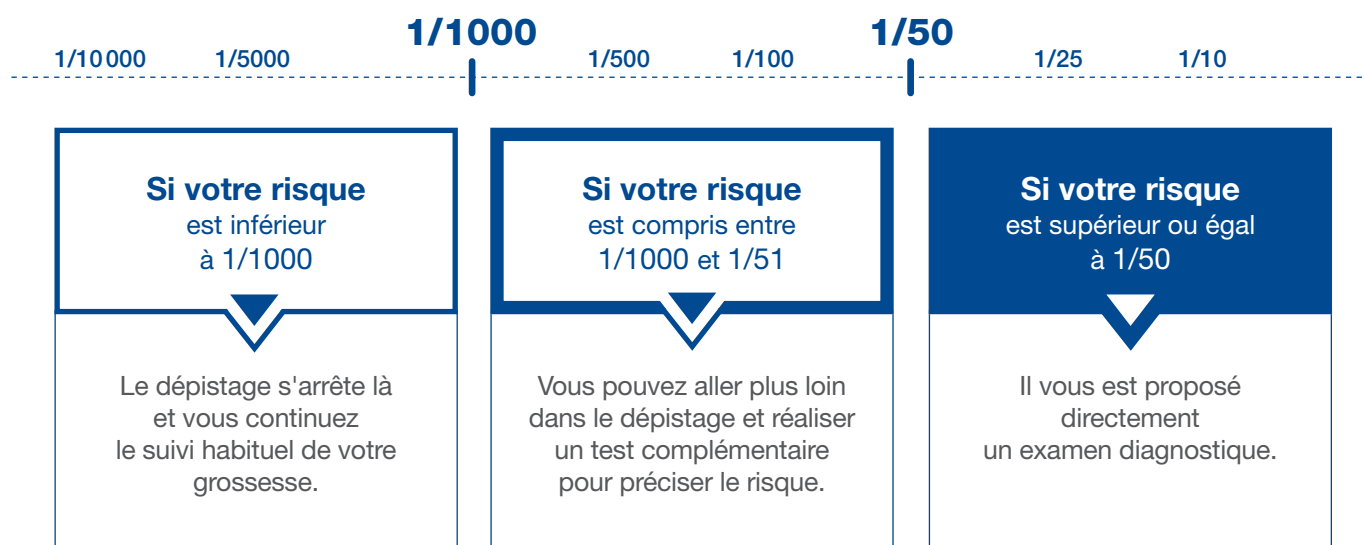 1/10 000 1/5000 1/1000 1/500 1/100 1/50 1/25 1/10
Si votre risque
est inférieur
à 1/1000
Le dépistage s'arrête là
et vous continuez
le suivi habituel de votre
grossesse.
Si votre risque
est compris entre
1/1000 et 1/51
Vous pouvez aller plus loin
dans le dépistage et réaliser
un test complémentaire
pour préciser le risque.
Si votre risque
est supérieur ou égal
à 1/50
Il vous est proposé
directement
un examen diagnostique.